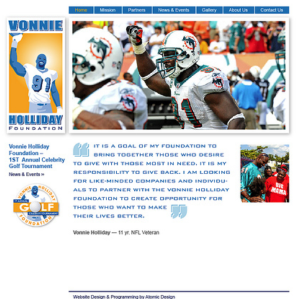 Home
Mission
Partners
News & Events
Gallery
About Us
Contact Us
VONNIE
91
HOLLIDAY
FOUNDATION
Vonnie Holliday
Foundation –
1ST Annual Celebrity
Golf Tournament
News & Events »
GOLF
“ IT IS A GOAL OF MY FOUNDATION TO
BRING TOGETHER THOSE WHO DESIRE
TO GIVE WITH THOSE MOST IN NEED. IT IS MY
RESPONSIBILITY TO GIVE BACK. I AM LOOKING
FOR LIKE-MINDED COMPANIES AND INDIVIDU-
ALS TO PARTNER WITH THE VONNIE HOLLIDAY
FOUNDATION TO CREATE OPPORTUNITY FOR
THOSE WHO WANT TO MAKE
THEIR LIVES BETTER. ”
Vonnie Holliday — 11 yr. NFL Veteran
Website Design & Programming by Akonic Design